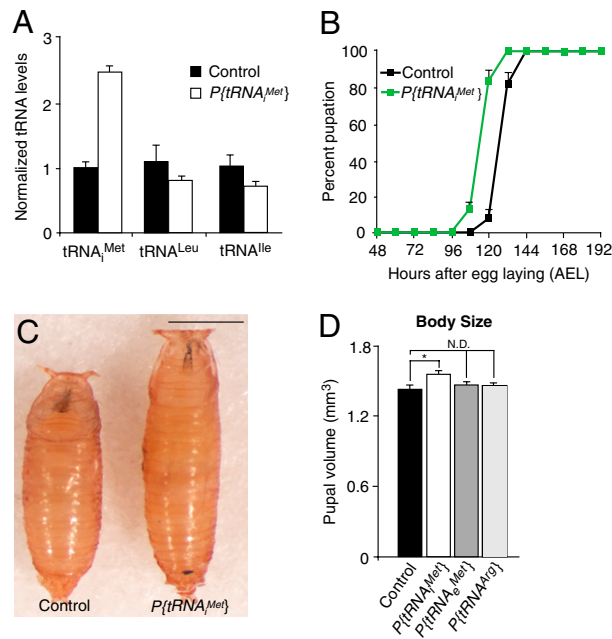 A
Normalized tRNA levels
3
2
1
0
Control
P{tRNAᵢᴹᵉᵗ}
tRNAᵢᴹᵉᵗ tRNAᴸᵉᵘ tRNAᴵˡᵉ
B
Percent pupation
100
80
60
40
20
0
Control
P{tRNAᵢᴹᵉᵗ}
48 72 96 120 144 168 192
Hours after egg laying (AEL)
C
Control P{tRNAᵢᴹᵉᵗ}
D
Body Size
Pupal volume (mm³)
1.8
1.2
0.6
0
N.D.
*
Control
P{tRNAᵢᴹᵉᵗ}
P{tRNAₑᴹᵉᵗ}
P{tRNAᴬʳᵍ}